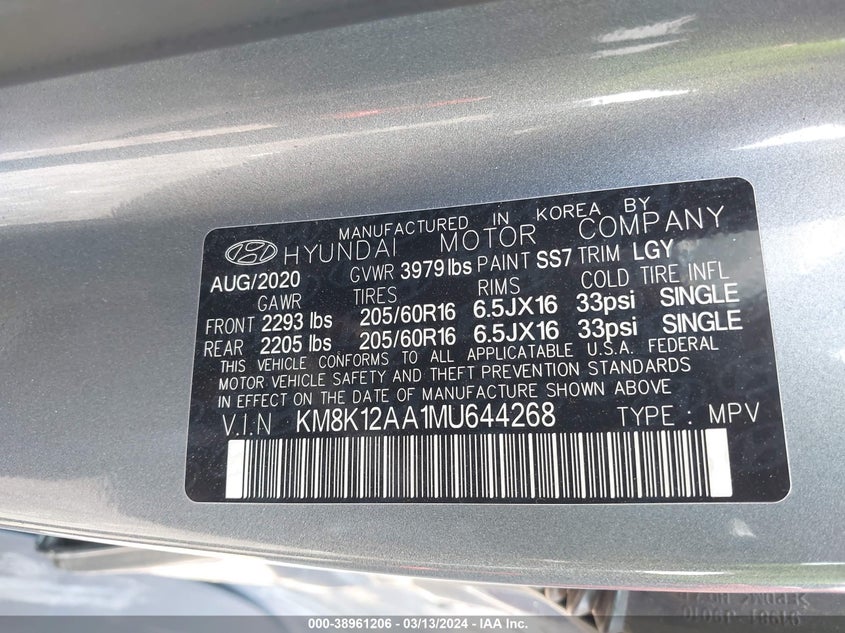 MANUFACTURED IN KOREA BY
HYUNDAI MOTOR COMPANY
AUG/2020 GVWR 3979 lbs PAINT SS7 TRIM LGY
GAWR TIRES RIMS COLD TIRE INFL
FRONT 2293 lbs 205/60R16 6.5JX16 33psi SINGLE
REAR 2205 lbs 205/60R16 6.5JX16 33psi SINGLE
THIS VEHICLE CONFORMS TO ALL APPLICABLE U.S.A. FEDERAL
MOTOR VEHICLE SAFETY AND THEFT PREVENTION STANDARDS
IN EFFECT ON THE DATE OF MANUFACTURE SHOWN ABOVE
V.I.N KM8K12AA1MU644268 TYPE : MPV
000-38961206 - 03/13/2024 - IAA Inc.